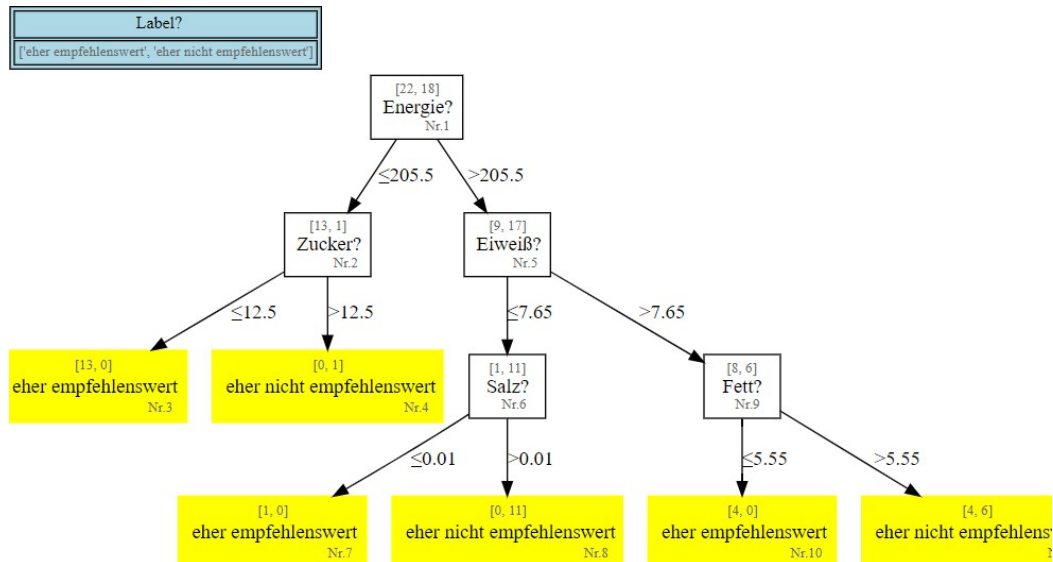 Label?
['eher empfehlenswert', 'eher nicht empfehlenswert']
[22, 18]
Energie?
Nr.1
≤205.5 >205.5
[13, 1] [9, 17]
Zucker? Eiweiß?
Nr.2 Nr.5
≤12.5 >12.5 ≤7.65 >7.65
[13, 0] [0, 1] [1, 11] [8, 6]
eher empfehlenswert eher nicht empfehlenswert Salz? Fett?
Nr.3 Nr.4 Nr.6 Nr.9
≤0.01 >0.01 ≤5.55 >5.55
[1, 0] [0, 11] [4, 0] [4, 6]
eher empfehlenswert eher nicht empfehlenswert eher empfehlenswert eher nicht
Nr.7 Nr.8 Nr.10